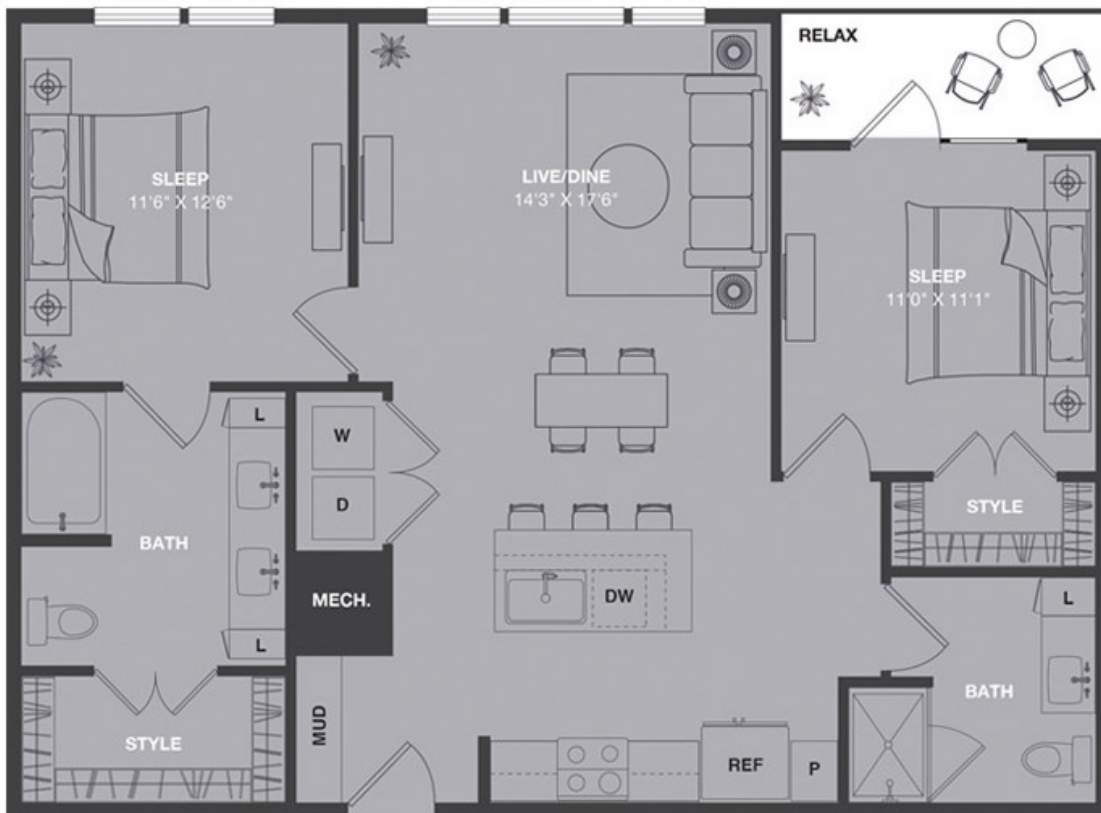 RELAX
SLEEP
11'6" X 12'6"
LIVE/DINE
14'3" X 17'6"
SLEEP
11'0" X 11'1"
L
W
D
STYLE
BATH
MECH.
DW
L
L
MUD
STYLE
REF
P
BATH